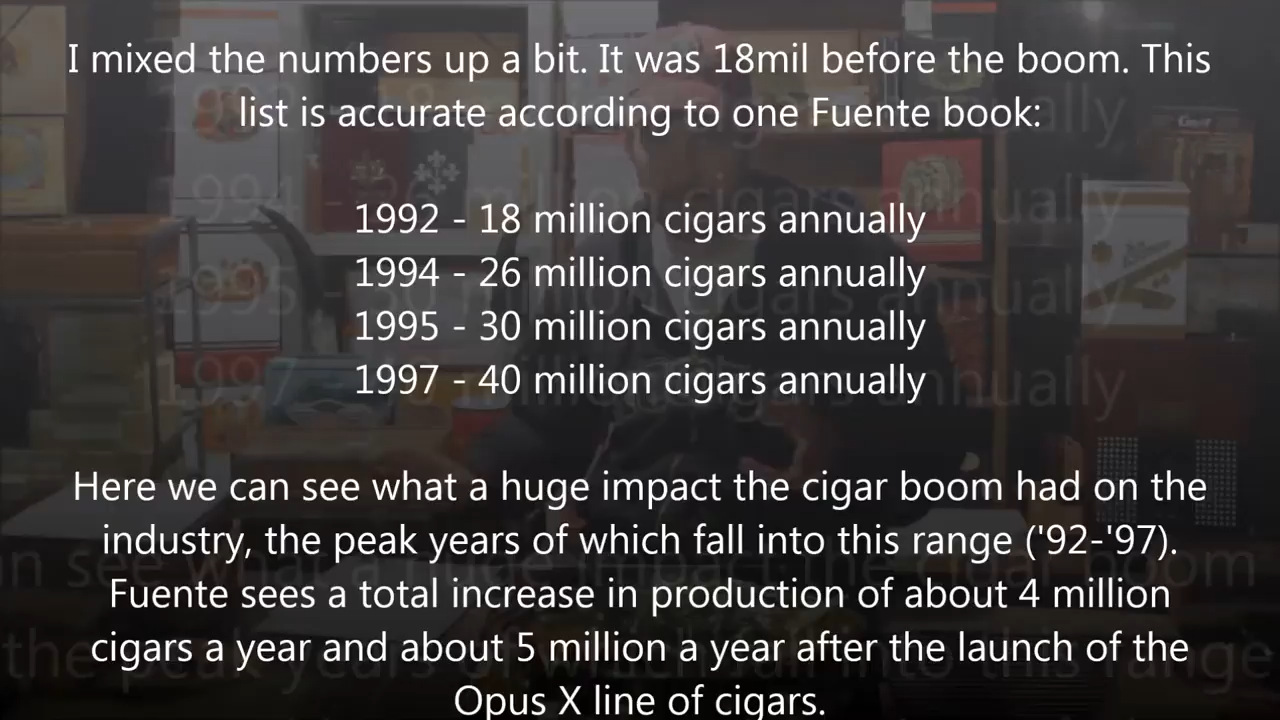 I mixed the numbers up a bit. It was 18mil before the boom. This
list is accurate according to one Fuente book:
1992 - 18 million cigars annually
1994 - 26 million cigars annually
1995 - 30 million cigars annually
1997 - 40 million cigars annually
Here we can see what a huge impact the cigar boom had on the
industry, the peak years of which fall into this range ('92-'97).
Fuente sees a total increase in production of about 4 million
cigars a year and about 5 million a year after the launch of the
Opus X line of cigars.